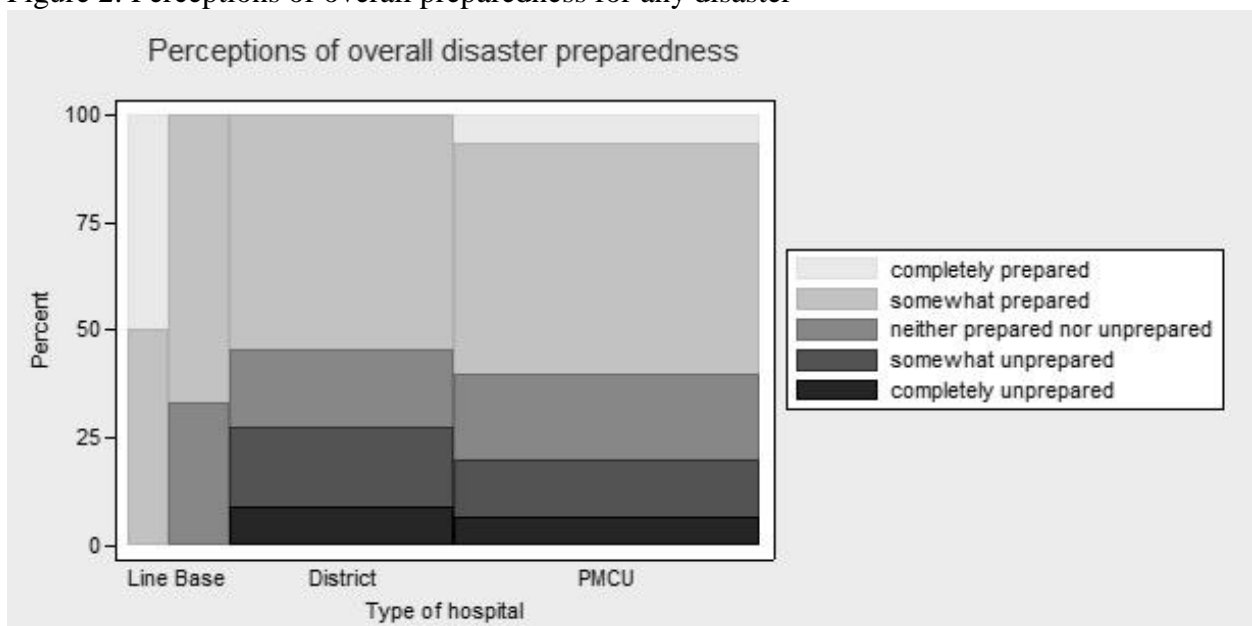 Figure 2. Perceptions of overall preparedness for any disaster
Perceptions of overall disaster preparedness
100
75
50
25
0
Percent
Line Base District PMCU
Type of hospital
completely prepared
somewhat prepared
neither prepared nor unprepared
somewhat unprepared
completely unprepared